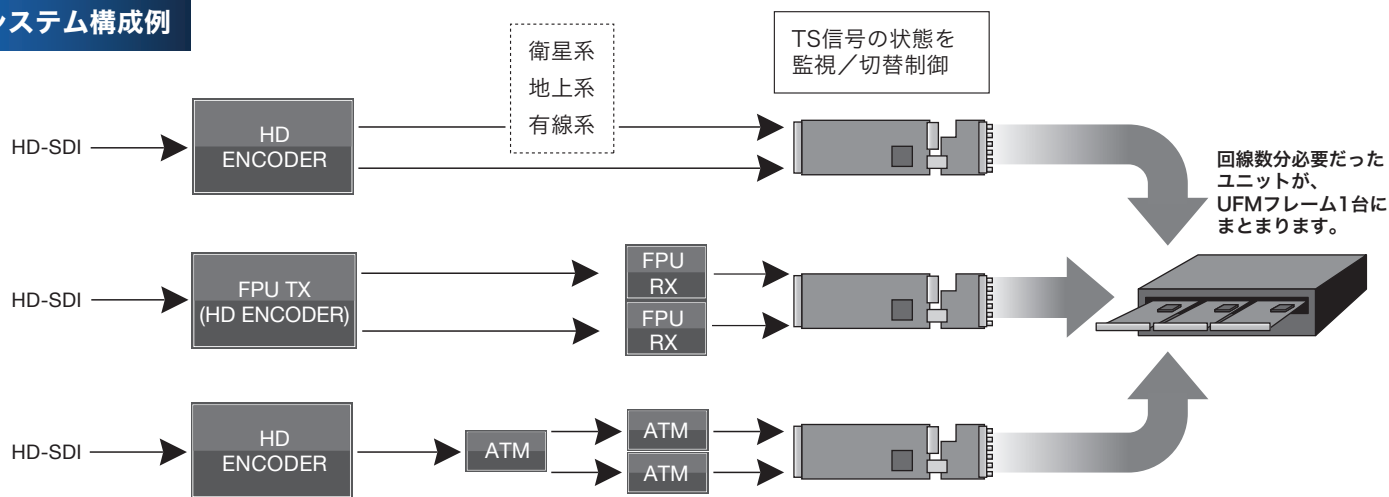 ステム構成例
衛星系
地上系
有線系
TS信号の状態を
監視／切替制御
HD-SDI
HD
ENCODER
回線数分必要だった
ユニットが、
UFMフレーム1台に
まとまります。
HD-SDI
FPU TX
(HD ENCODER)
FPU
RX
FPU
RX
HD-SDI
HD
ENCODER
ATM
ATM
ATM